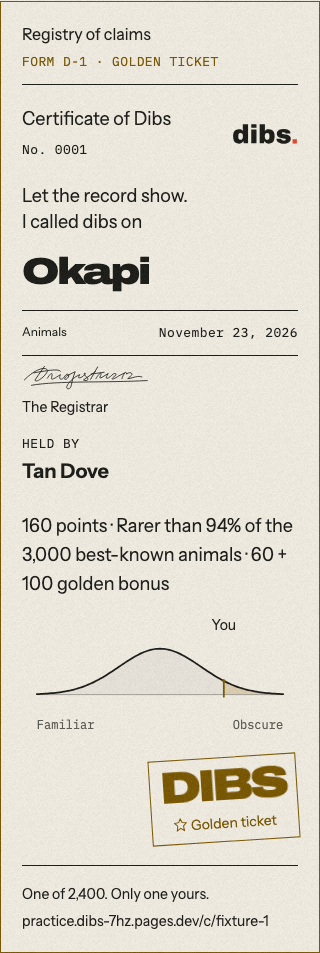 Registry of claims
FORM D-1 · GOLDEN TICKET
Certificate of Dibs
dibs.
No. 0001
Let the record show.
I called dibs on
Okapi
Animals
November 23, 2026
The Registrar
HELD BY
Tan Dove
160 points · Rarer than 94% of the
3,000 best-known animals · 60 +
100 golden bonus
You
Familiar
Obscure
DIBS
☆ Golden ticket
One of 2,400. Only one yours.
practice.dibs-7hz.pages.dev/c/fixture-1